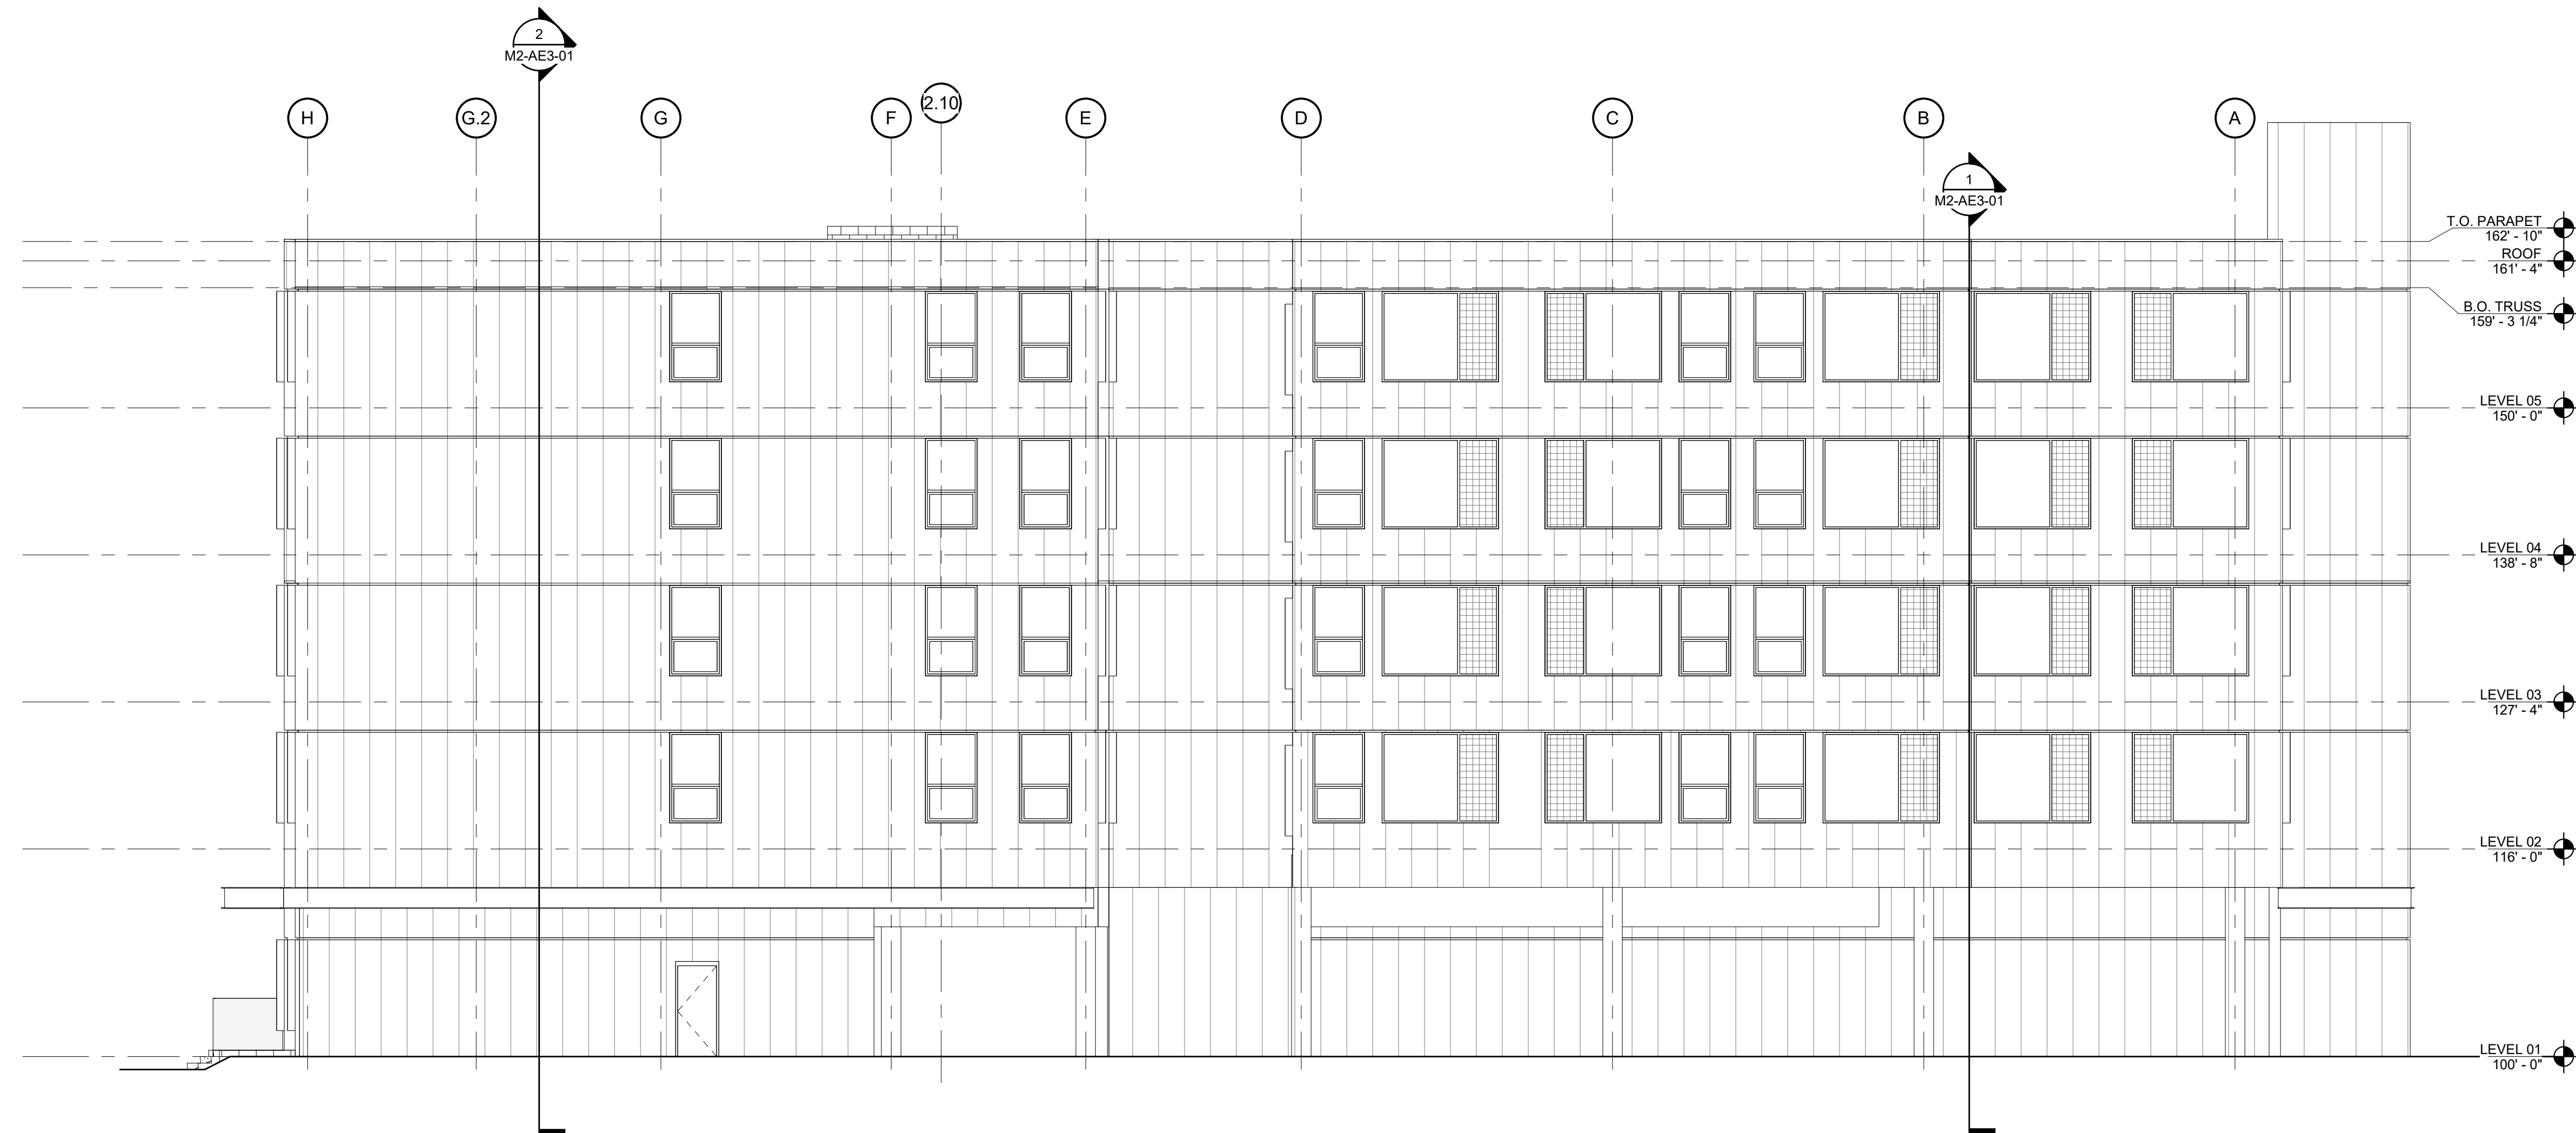 2
M2-AE3-01
H
G.2
G
F
2.10
E
D
C
B
A
1
M2-AE3-01
T.O. PARAPET
162' - 10"
ROOF
161' - 4"
B.O. TRUSS
159' - 3 1/4"
LEVEL 05
150' - 0"
LEVEL 04
138' - 8"
LEVEL 03
127' - 4"
LEVEL 02
116' - 0"
LEVEL 01
100' - 0"